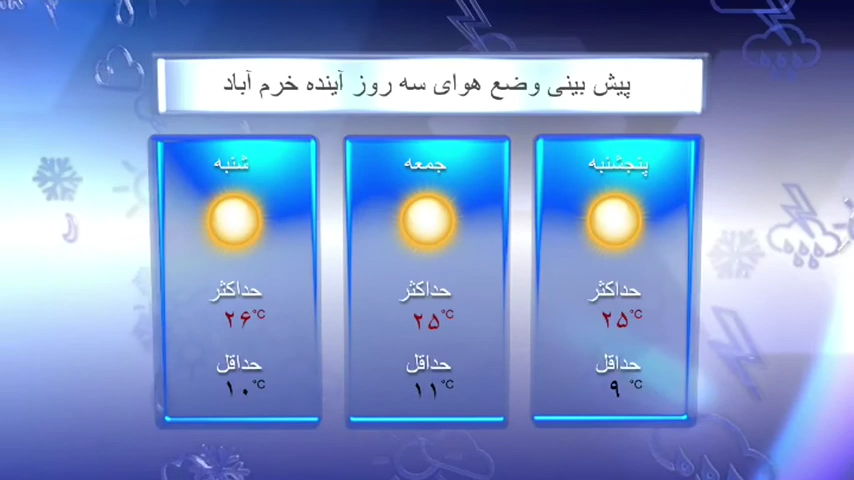 پیش بینی وضع هوای سه روز آینده خرم آباد
پنجشنبه
حداکثر
۲۵°C
حداقل
۹°C
جمعه
حداکثر
۲۵°C
حداقل
۱۱°C
شنبه
حداکثر
۲۶°C
حداقل
۱۰°C